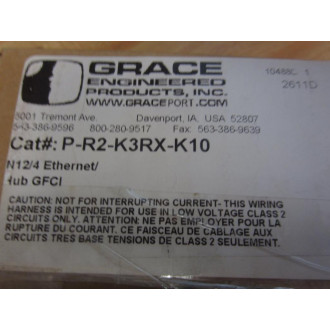 GRACE
ENGINEERED
PRODUCTS, INC.
WWW.GRACEPORT.COM
10488C 1
2611D
5001 Tremont Ave. Davenport, IA. USA 52807
563-386-9596 800-280-9517 Fax: 563-386-9639
Cat#: P-R2-K3RX-K10
N12/4 Ethernet/
Hub GFCI
CAUTION: NOT FOR INTERRUPTING CURRENT- THIS WIRING
HARNESS IS INTENDED FOR USE IN LOW VOLTAGE CLASS 2
CIRCUITS ONLY. ATTENTION: NE PAS EMPLOYER POUR LA
RUPTURE DU COURANT. CE FAISCEAU DE CABLAGE AUX
CIRCUITS TRES BASE TENSIONS DE CLASS 2 SEULEMENT.